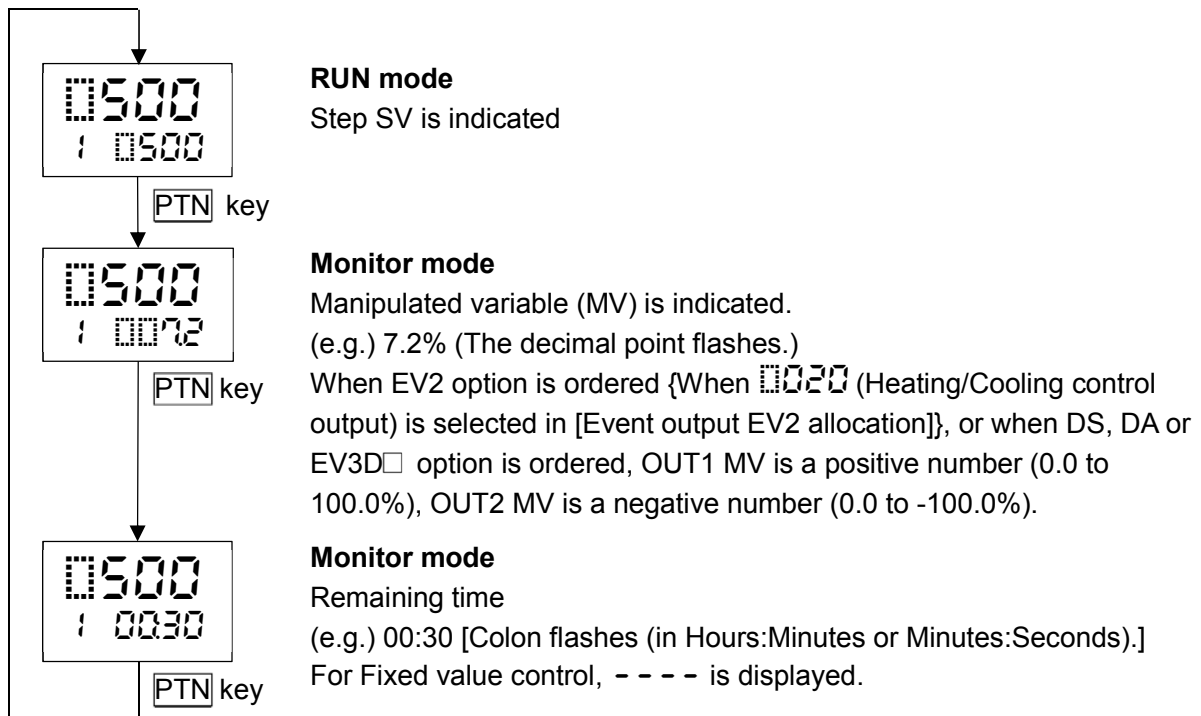 500
1 500
RUN mode
Step SV is indicated
PTN key
500
1 7.2
Monitor mode
Manipulated variable (MV) is indicated.
(e.g.) 7.2% (The decimal point flashes.)
When EV2 option is ordered {When 020 (Heating/Cooling control
output) is selected in [Event output EV2 allocation]}, or when DS, DA or
EV3D□ option is ordered, OUT1 MV is a positive number (0.0 to
100.0%), OUT2 MV is a negative number (0.0 to -100.0%).
PTN key
500
1 00.30
Monitor mode
Remaining time
(e.g.) 00:30 [Colon flashes (in Hours:Minutes or Minutes:Seconds).]
For Fixed value control, - - - - is displayed.
PTN key